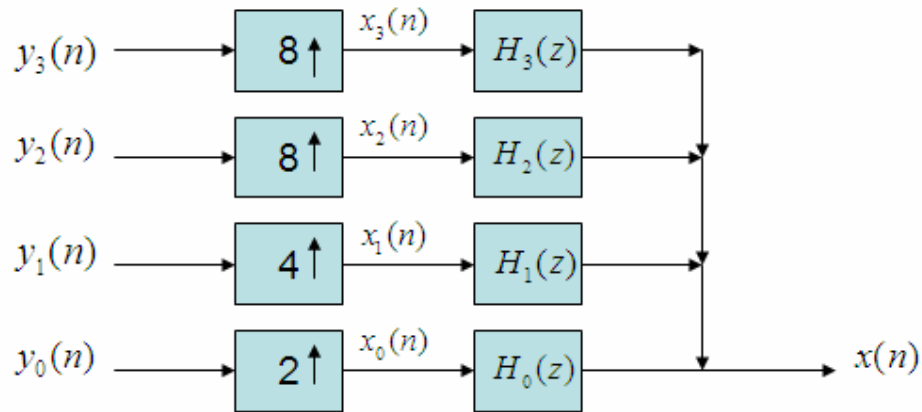 y₃(n) 8↑ x₃(n) H₃(z)
y₂(n) 8↑ x₂(n) H₂(z)
y₁(n) 4↑ x₁(n) H₁(z)
y₀(n) 2↑ x₀(n) H₀(z) x(n)